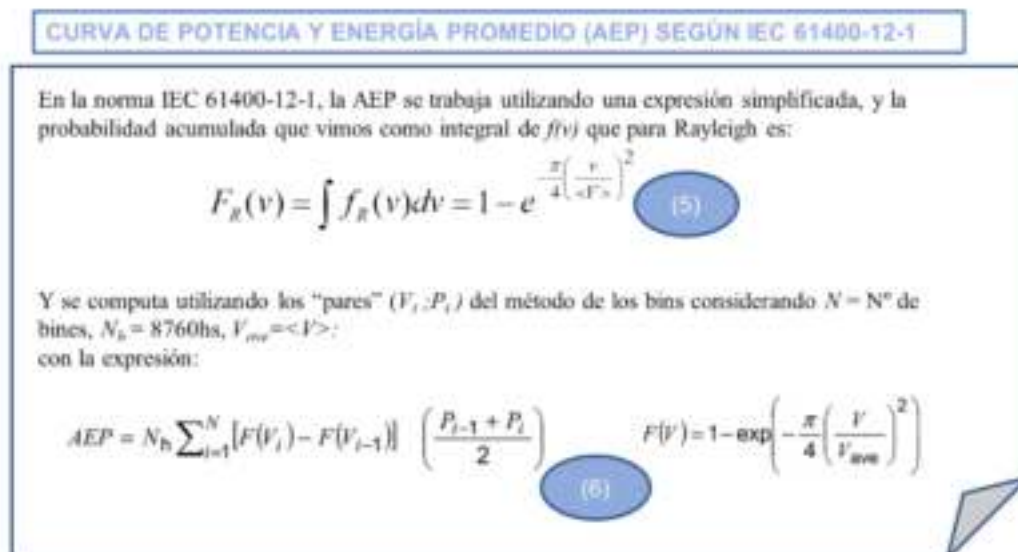 CURVA DE POTENCIA Y ENERGÍA PROMEDIO (AEP) SEGÚN IEC 61400-12-1
En la norma IEC 61400-12-1, la AEP se trabaja utilizando una expresión simplificada, y la
probabilidad acumulada que vimos como integral de f(v) que para Rayleigh es:
F_R(v) = ∫ f_R(v)dv = 1 − e^{−π/4 (v/<V>)^2} (5)
Y se computa utilizando los “pares” (V_i ;P_i ) del método de los bins considerando N = Nº de
bines, N_h = 8760hs, V_ave=<V>:
con la expresión:
AEP = N_h ∑_{i=1}^{N} [F(V_i) − F(V_{i−1})] ((P_{i−1} + P_i)/2) F(V) = 1 − exp(−π/4 (V/V_ave)^2)
(6)